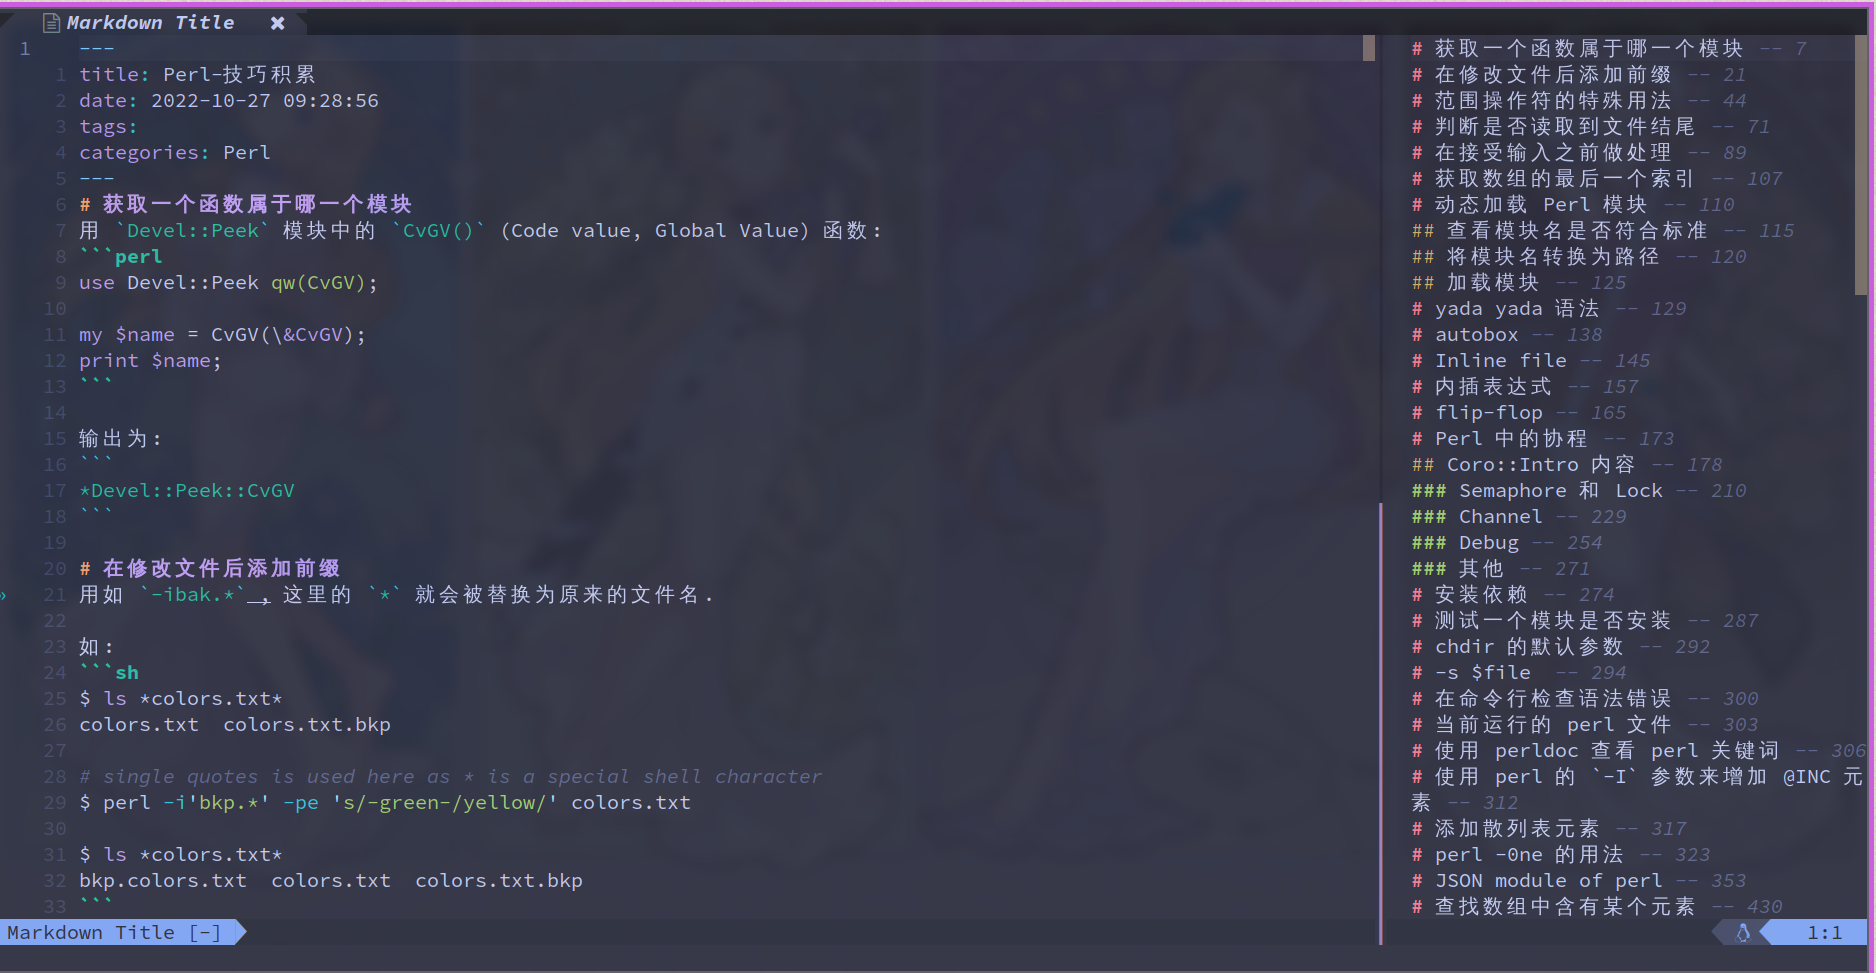 Markdown Title ✖
1 ---
1 title: Perl-技巧积累
2 date: 2022-10-27 09:28:56
3 tags:
4 categories: Perl
5 ---
6 # 获取一个函数属于哪一个模块
7 用 `Devel::Peek` 模块中的 `CvGV()` (Code value, Global Value) 函数:
8 ```perl
9 use Devel::Peek qw(CvGV);
10
11 my $name = CvGV(\&CvGV);
12 print $name;
13 ```
14
15 输出为:
16 ```
17 *Devel::Peek::CvGV
18 ```
19
20 # 在修改文件后添加前缀
21 用如 `-ibak.*` , 这里的 `*` 就会被替换为原来的文件名.
22
23 如:
24 ```sh
25 $ ls *colors.txt*
26 colors.txt  colors.txt.bkp
27
28 # single quotes is used here as * is a special shell character
29 $ perl -i'bkp.*' -pe 's/-green-/yellow/' colors.txt
30
31 $ ls *colors.txt*
32 bkp.colors.txt  colors.txt  colors.txt.bkp
33 ```
Markdown Title [-]
# 获取一个函数属于哪一个模块 -- 7
# 在修改文件后添加前缀 -- 21
# 范围操作符的特殊用法 -- 44
# 判断是否读取到文件结尾 -- 71
# 在接受输入之前做处理 -- 89
# 获取数组的最后一个索引 -- 107
# 动态加载 Perl 模块 -- 110
## 查看模块名是否符合标准 -- 115
## 将模块名转换为路径 -- 120
## 加载模块 -- 125
# yada yada 语法 -- 129
# autobox -- 138
# Inline file -- 145
# 内插表达式 -- 157
# flip-flop -- 165
# Perl 中的协程 -- 173
## Coro::Intro 内容 -- 178
### Semaphore 和 Lock -- 210
### Channel -- 229
### Debug -- 254
### 其他 -- 271
# 安装依赖 -- 274
# 测试一个模块是否安装 -- 287
# chdir 的默认参数 -- 292
# -s $file  -- 294
# 在命令行检查语法错误 -- 300
# 当前运行的 perl 文件 -- 303
# 使用 perldoc 查看 perl 关键词 -- 306
# 使用 perl 的 `-I` 参数来增加 @INC 元
素 -- 312
# 添加散列表元素 -- 317
# perl -0ne 的用法 -- 323
# JSON module of perl -- 353
# 查找数组中含有某个元素 -- 430
1:1